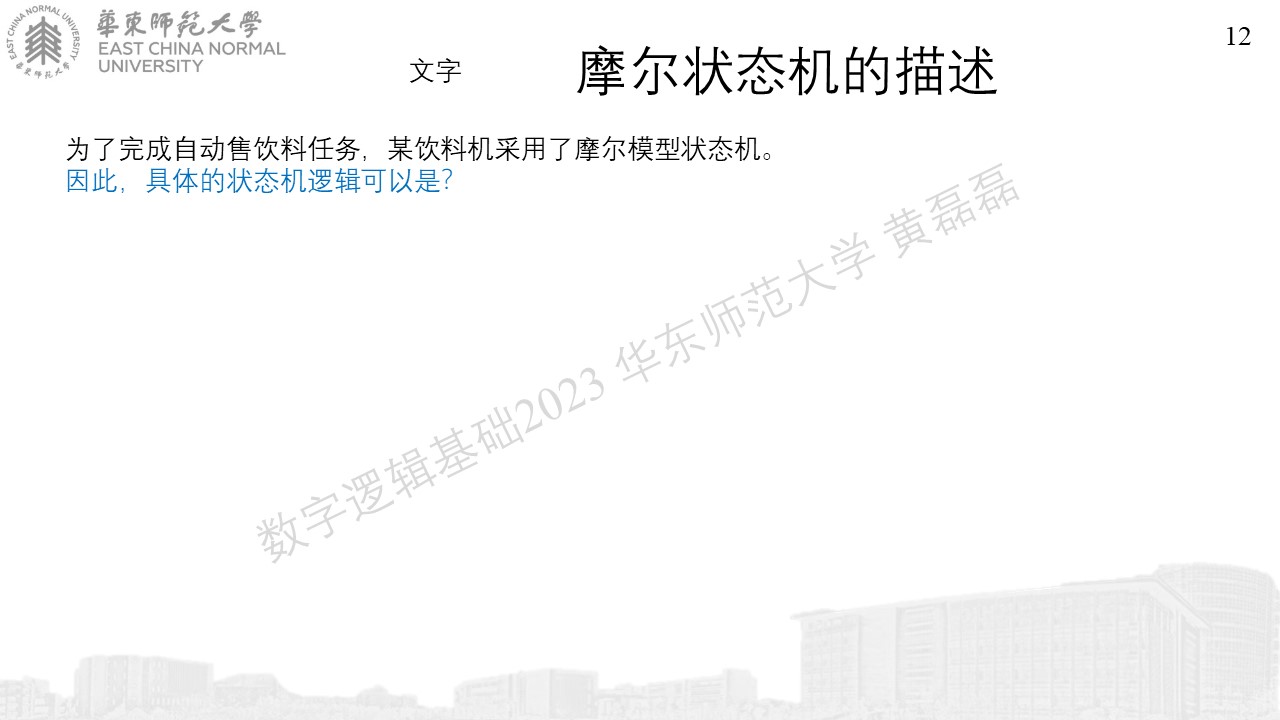 華東師範大學
EAST CHINA NORMAL
UNIVERSITY
EAST CHINA NORMAL UNIVERSITY
華東師範大學
12
文字
摩尔状态机的描述
为了完成自动售饮料任务，某饮料机采用了摩尔模型状态机。
因此，具体的状态机逻辑可以是？
数字逻辑基础2023 华东师范大学 黄磊磊